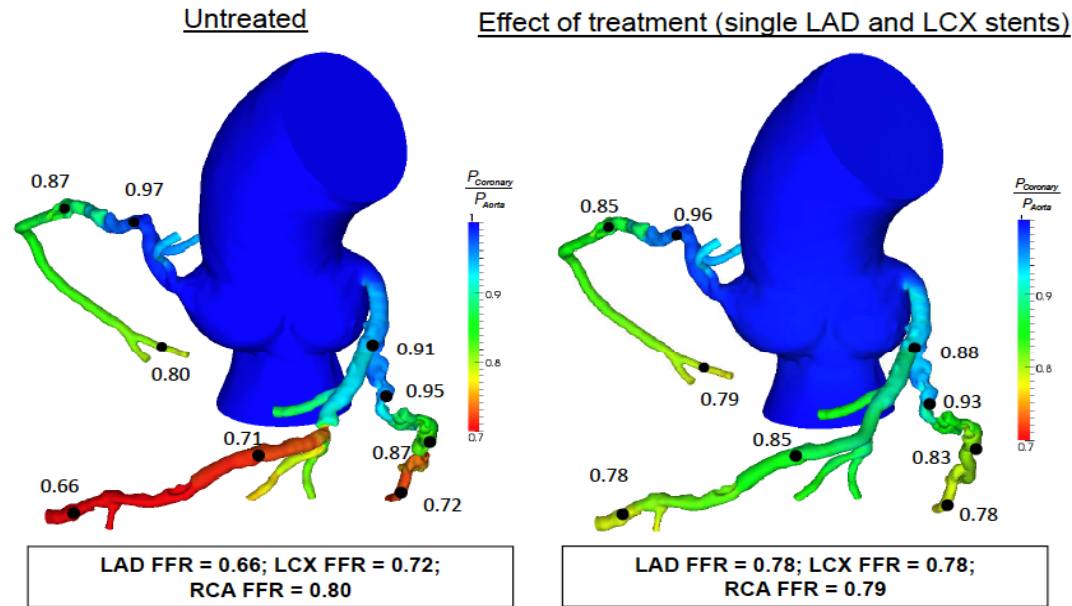 Untreated
0.87
0.97
P_Coronary
P_Aorta
1
0.9
0.8
0.7
0.91
0.80
0.95
0.71
0.87
0.66
0.72
LAD FFR = 0.66; LCX FFR = 0.72;
RCA FFR = 0.80
Effect of treatment (single LAD and LCX stents)
0.85
0.96
P_Coronary
P_Aorta
1
0.9
0.8
0.7
0.88
0.79
0.93
0.85
0.83
0.78
0.78
LAD FFR = 0.78; LCX FFR = 0.78;
RCA FFR = 0.79